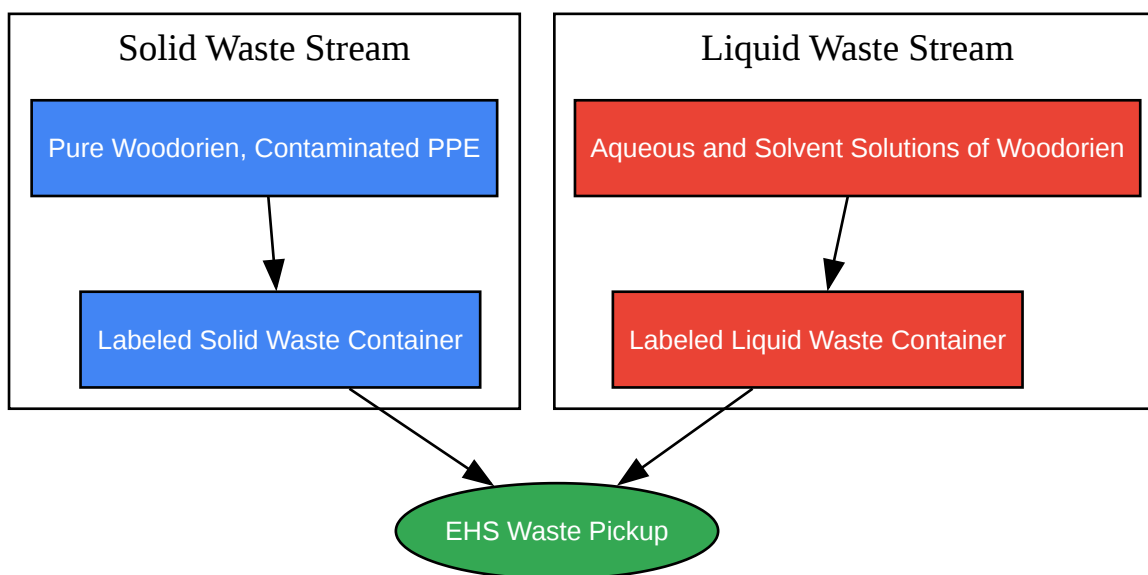 Solid Waste Stream
Pure Woodorien, Contaminated PPE
Labeled Solid Waste Container
Liquid Waste Stream
Aqueous and Solvent Solutions of Woodorien
Labeled Liquid Waste Container
EHS Waste Pickup